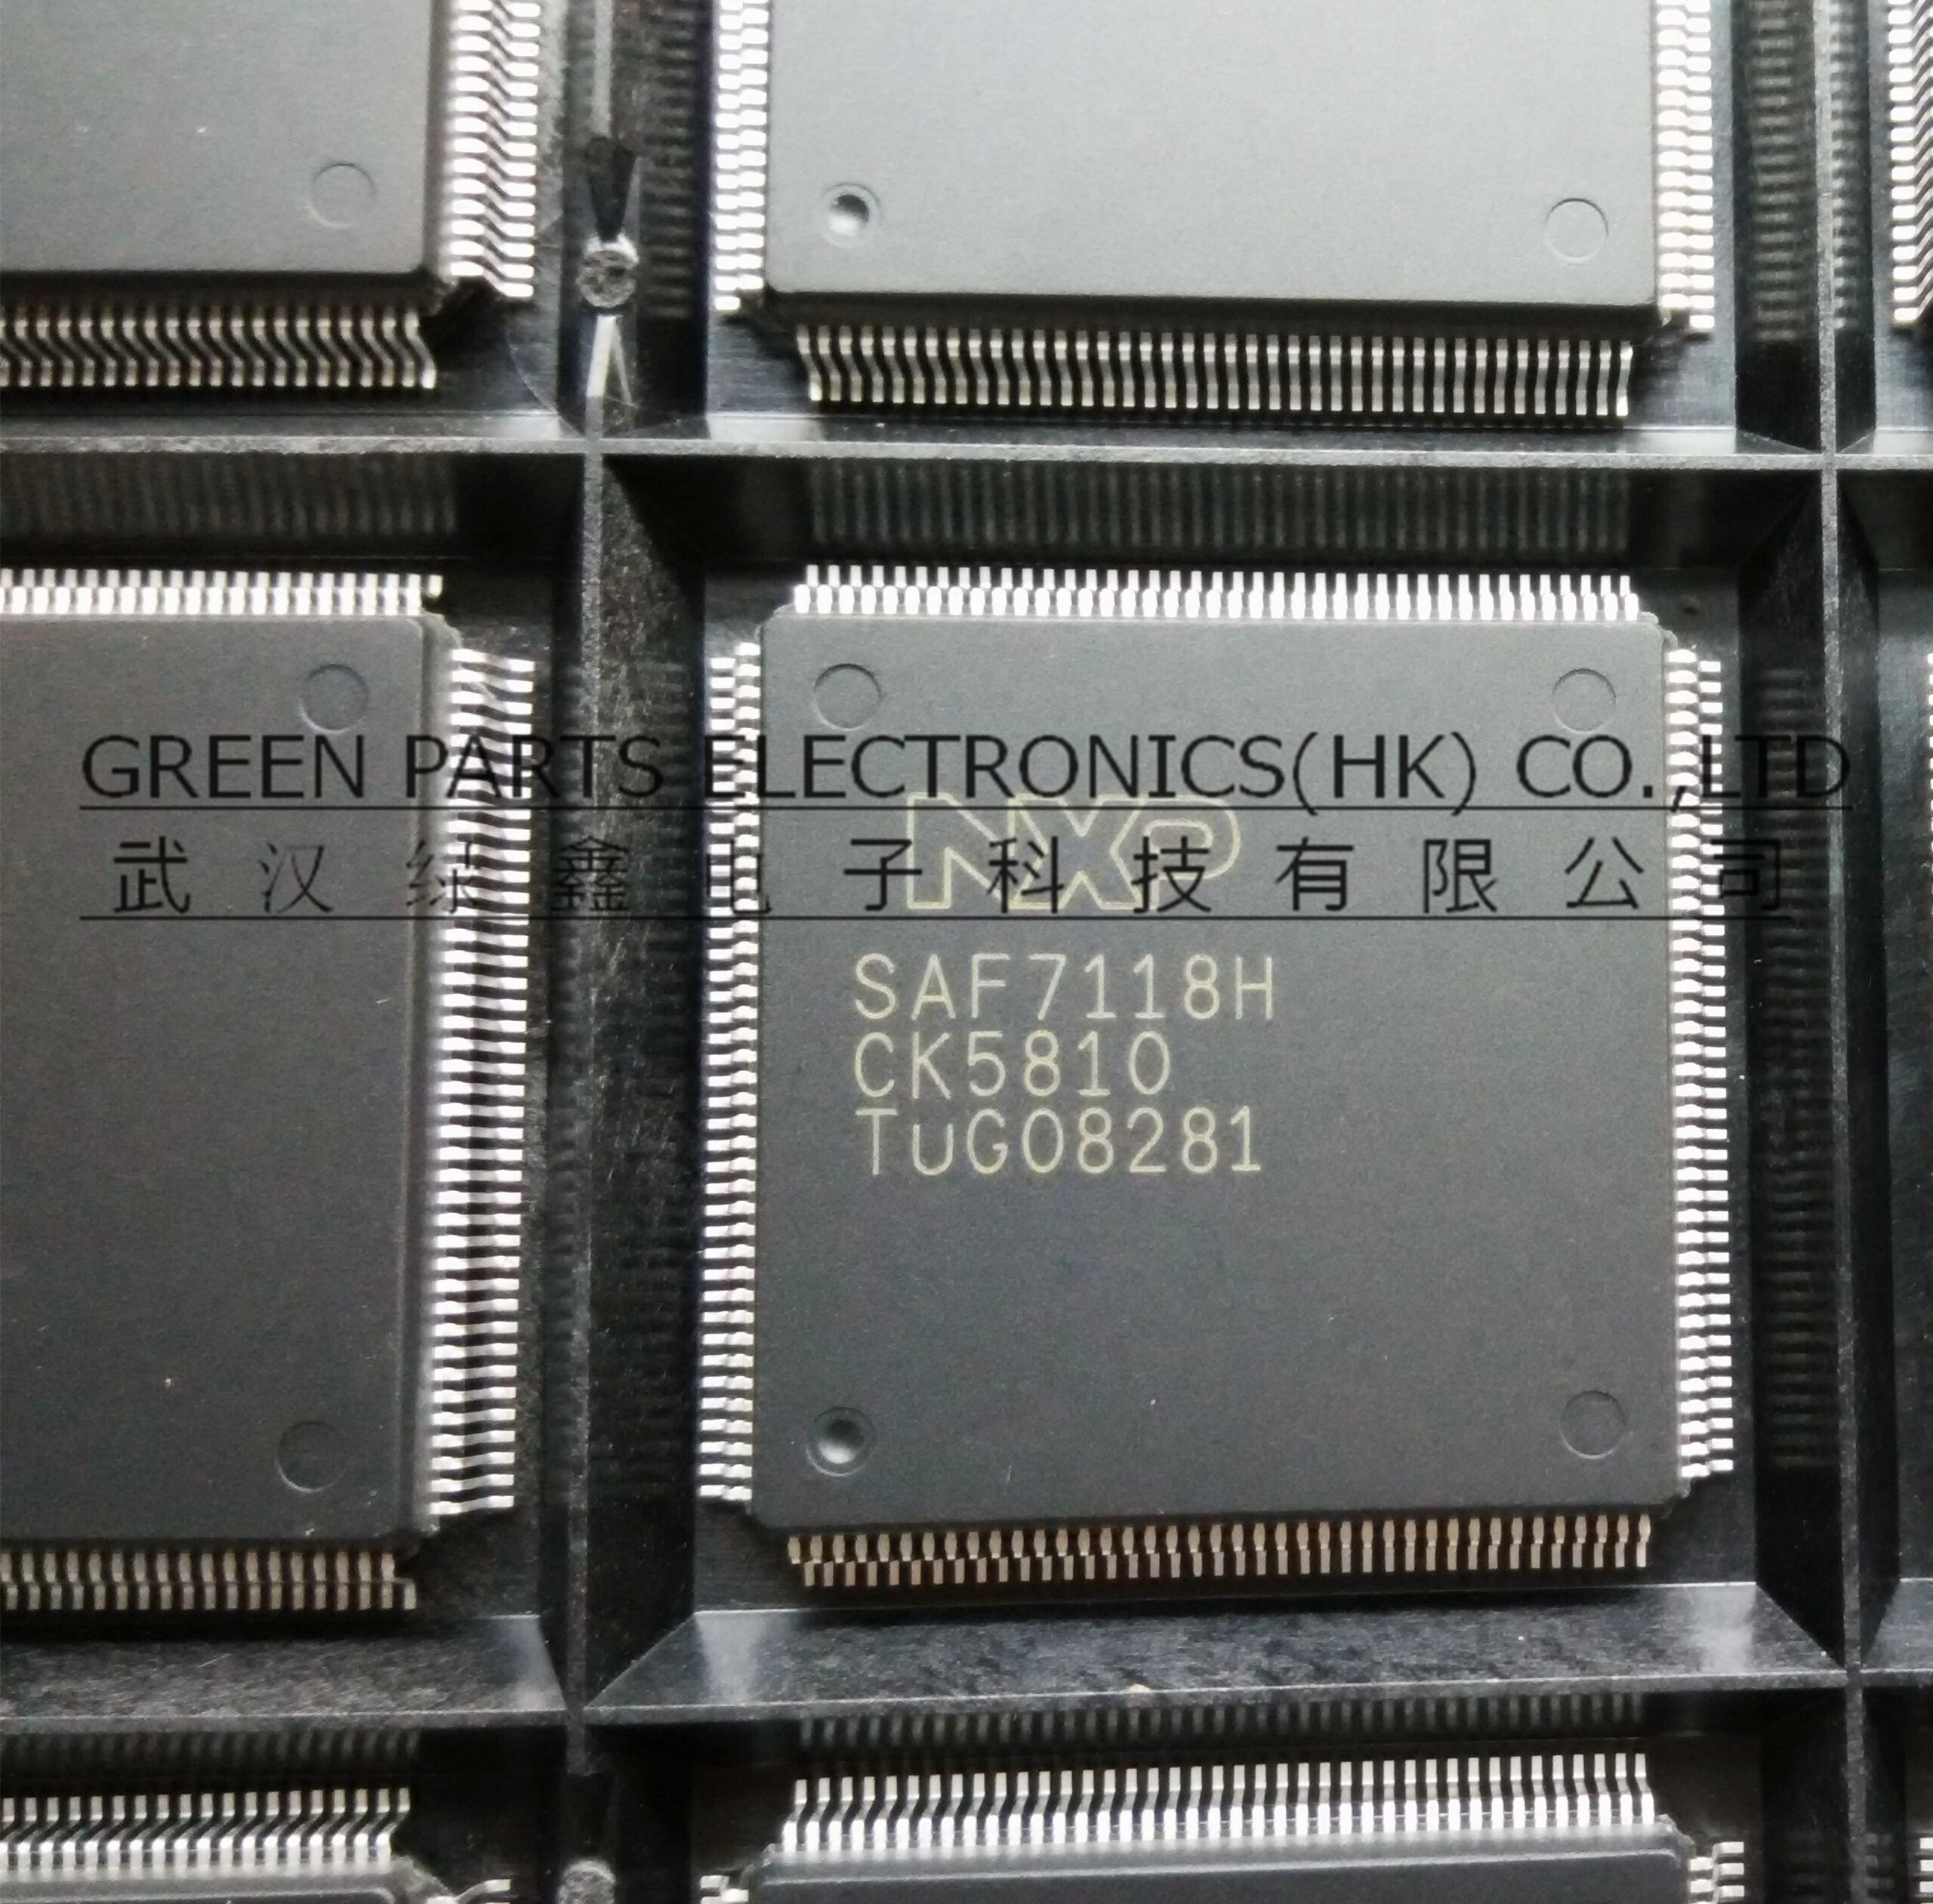 GREEN PARTS ELECTRONICS(HK) CO.,LTD
武汉绿鑫电子科技有限公司
NXP
SAF7118H
CK5810
TuG08281